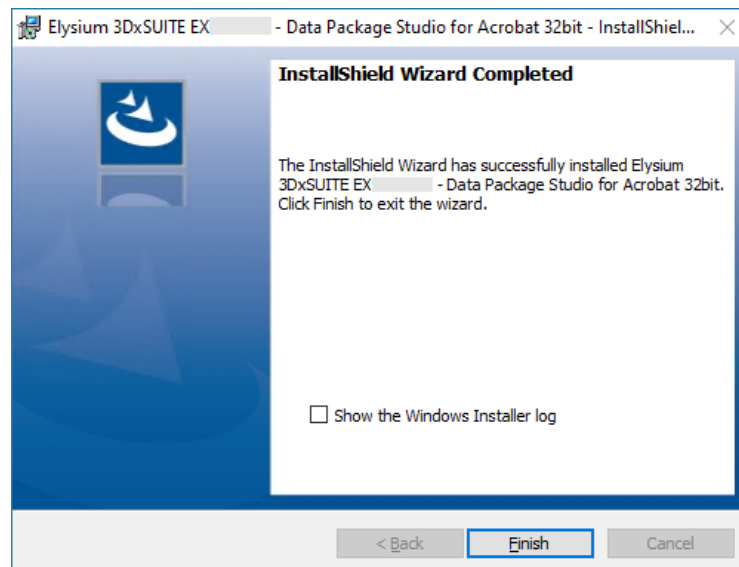 Elysium 3DxSUITE EX - Data Package Studio for Acrobat 32bit - InstallShiel...
InstallShield Wizard Completed
The InstallShield Wizard has successfully installed Elysium
3DxSUITE EX - Data Package Studio for Acrobat 32bit.
Click Finish to exit the wizard.
Show the Windows Installer log
< Back Finish Cancel